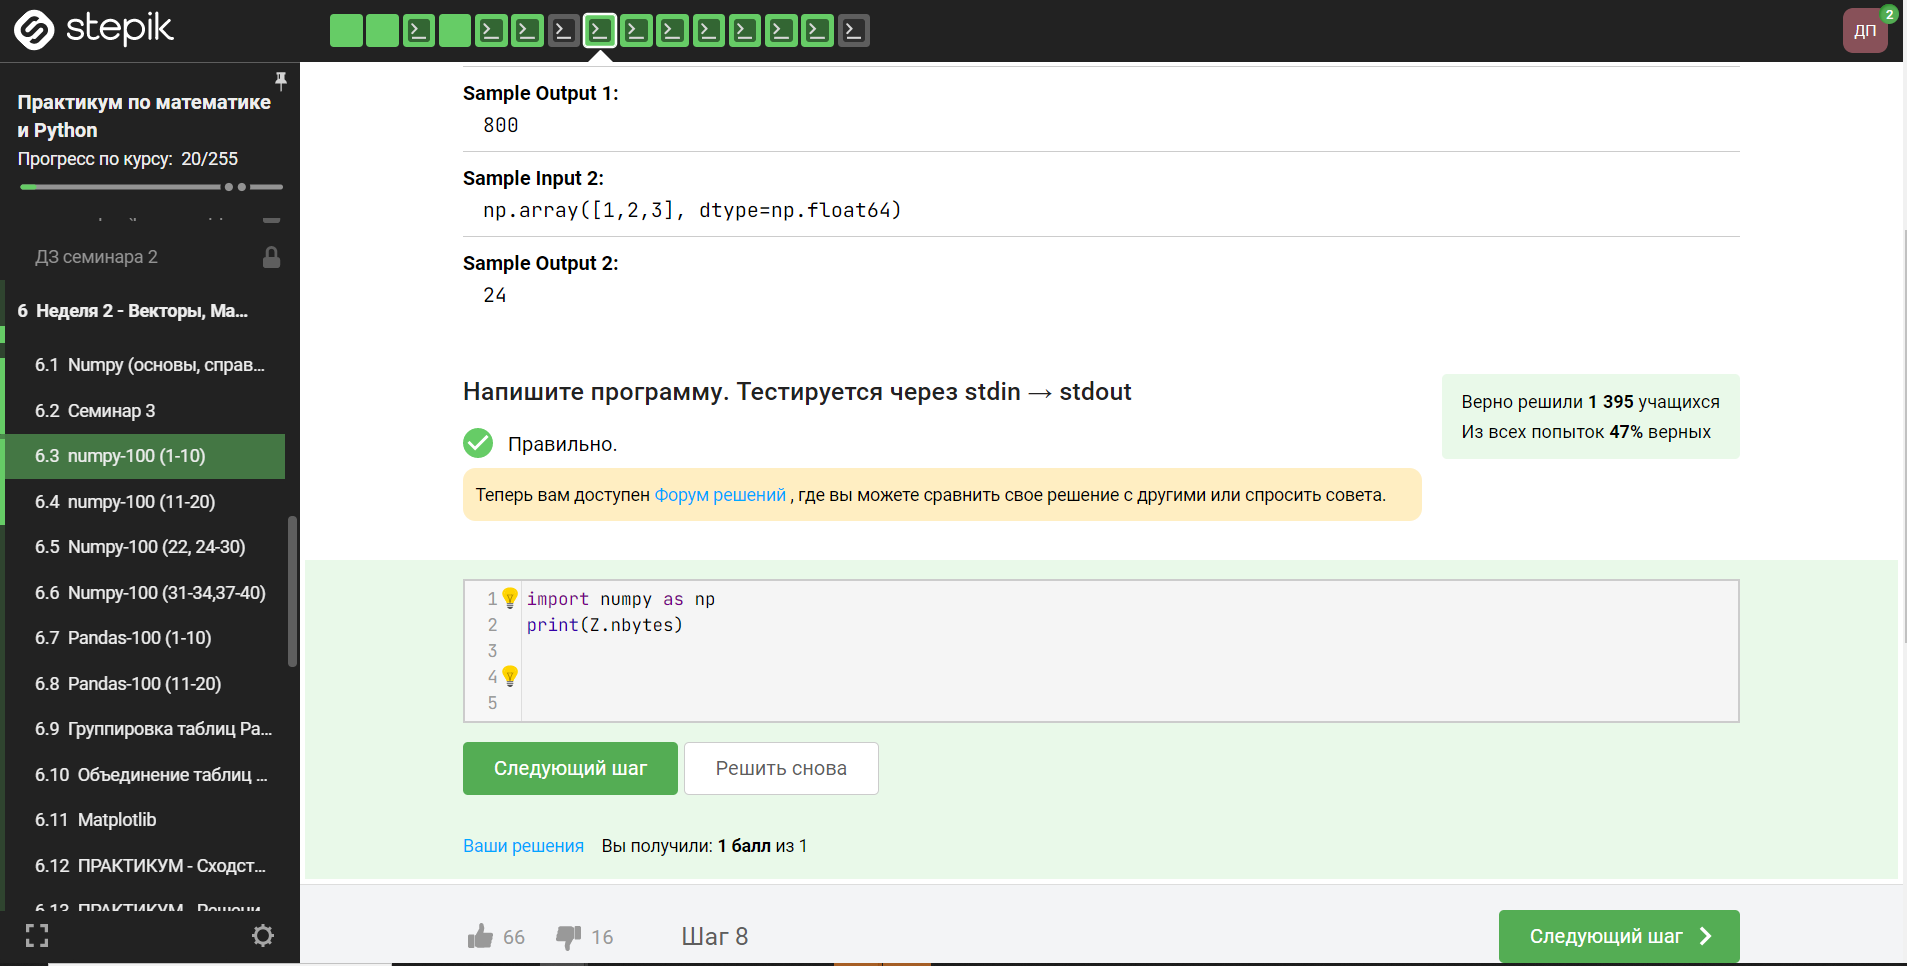 stepik
ДП
2
Практикум по математике
и Python
Прогресс по курсу: 20/255
ДЗ семинара 2
6 Неделя 2 - Векторы, Ма...
6.1 Numpy (основы, справ...
6.2 Семинар 3
6.3 numpy-100 (1-10)
6.4 numpy-100 (11-20)
6.5 Numpy-100 (22, 24-30)
6.6 Numpy-100 (31-34,37-40)
6.7 Pandas-100 (1-10)
6.8 Pandas-100 (11-20)
6.9 Группировка таблиц Pa...
6.10 Объединение таблиц ...
6.11 Matplotlib
6.12 ПРАКТИКУМ - Сходст...
6.13 ПРАКТИКУМ - Решени...
Sample Output 1:
800
Sample Input 2:
np.array([1,2,3], dtype=np.float64)
Sample Output 2:
24
Напишите программу. Тестируется через stdin → stdout
Верно решили 1 395 учащихся
Из всех попыток 47% верных
Правильно.
Теперь вам доступен Форум решений , где вы можете сравнить свое решение с другими или спросить совета.
1 import numpy as np
2 print(Z.nbytes)
3
4
5
Следующий шаг
Решить снова
Ваши решения Вы получили: 1 балл из 1
66 16 Шаг 8
Следующий шаг